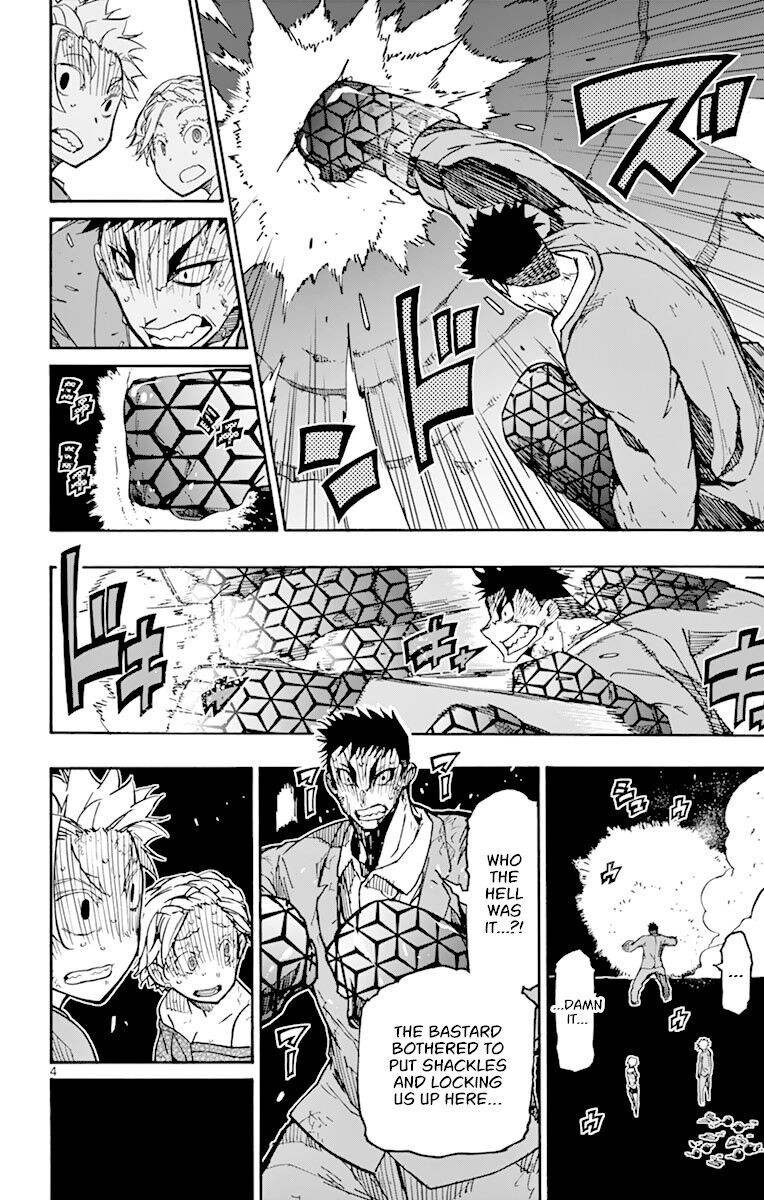 ズ
ドン
ドキャ
キキ
...
...DAMN
IT...
WHO
THE
HELL
WAS
IT...?!
THE BASTARD
BOTHERED TO
PUT SHACKLES
AND LOCKING
US UP HERE...
4